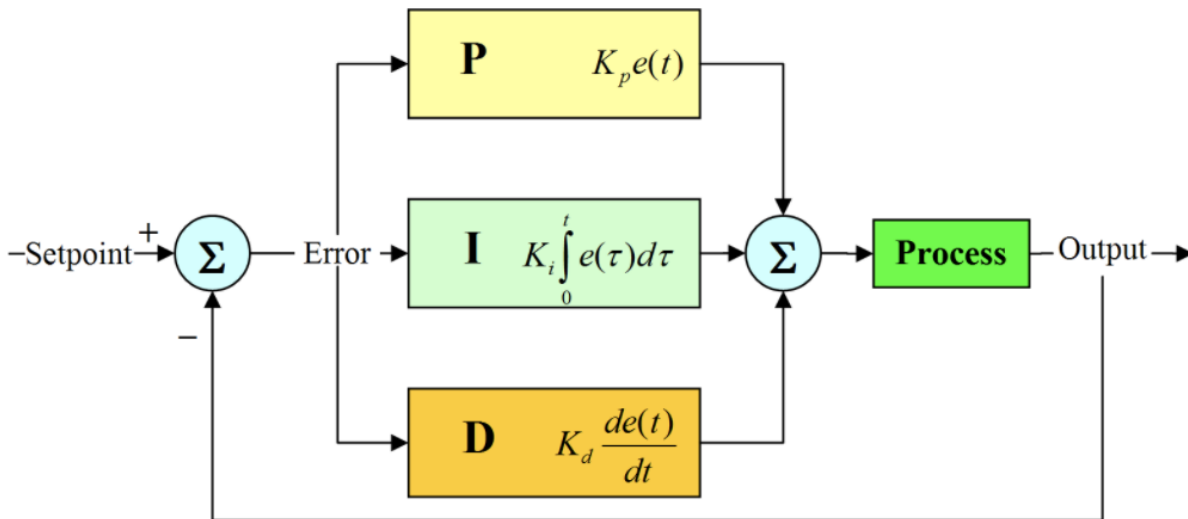 P K_p e(t)
Setpoint + Σ Error I K_i ∫_0^t e(τ)dτ Σ Process Output
−
D K_d de(t)/dt